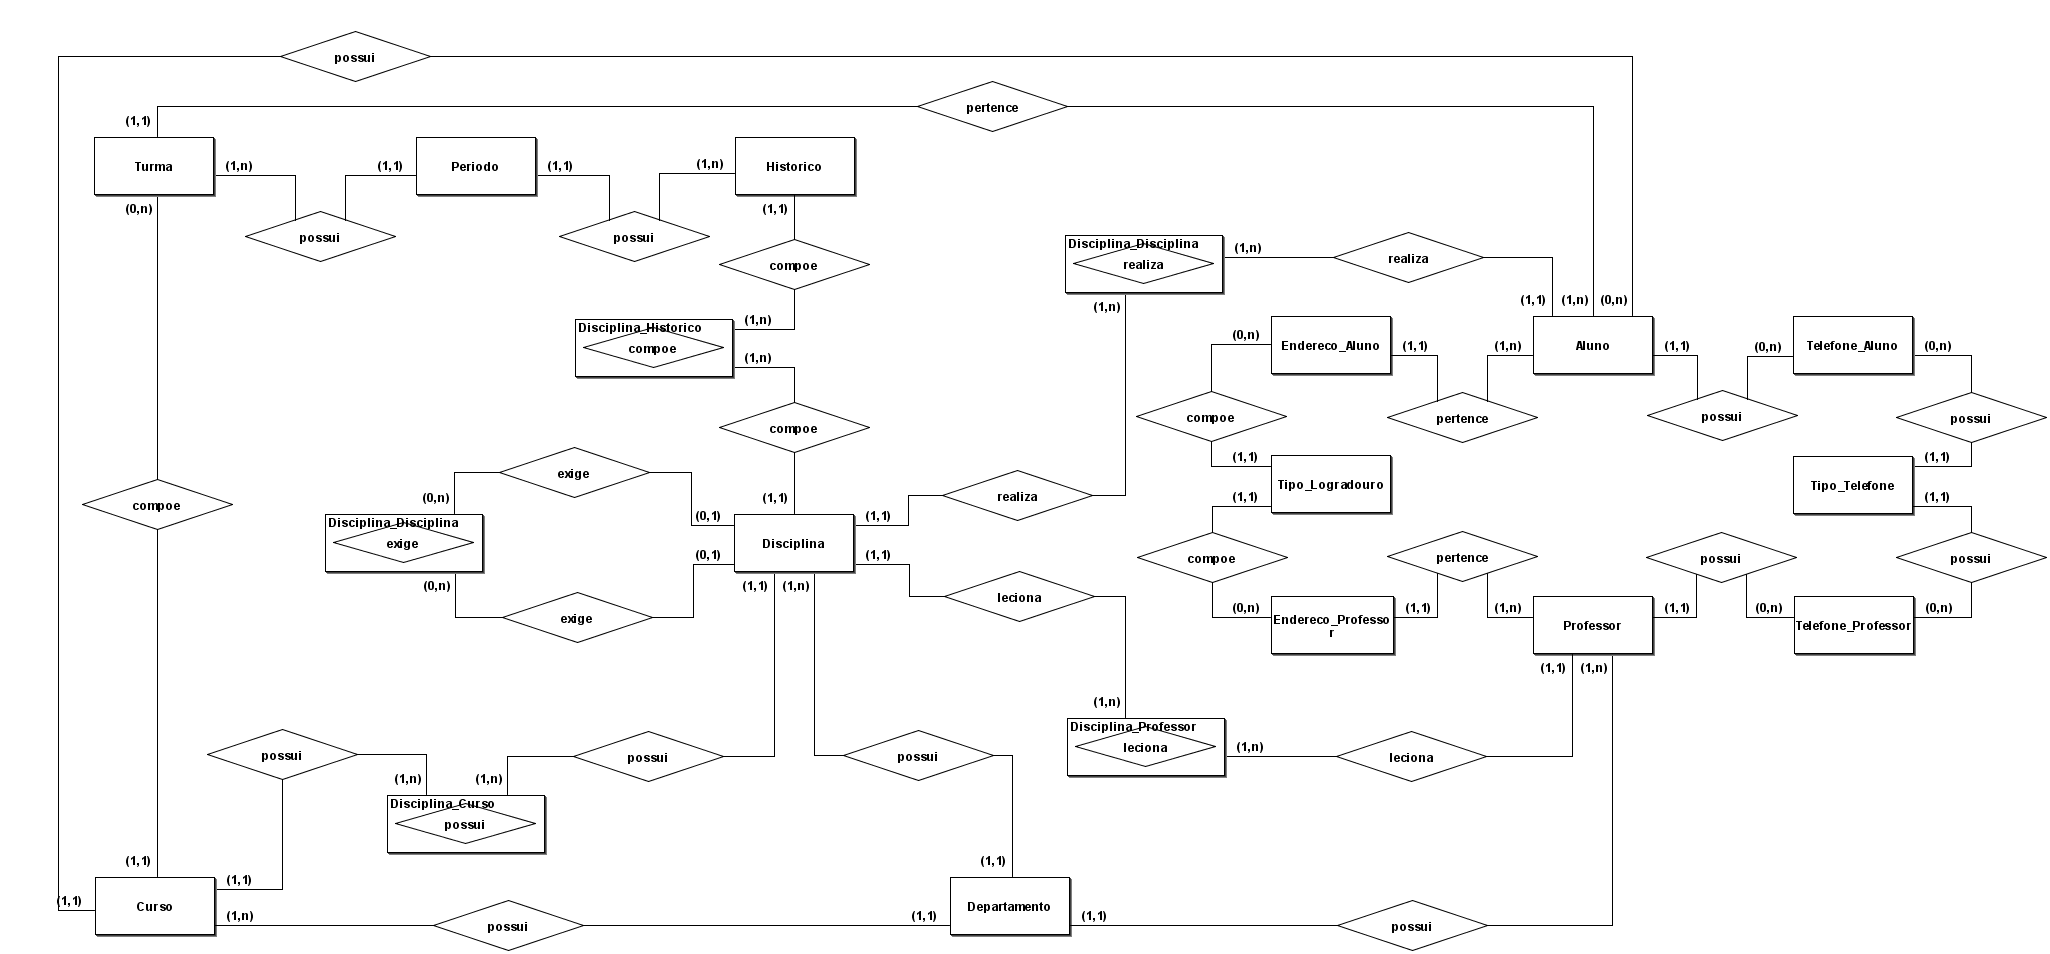 possui
pertence
(1,1)
Turma
(1,n)
(1,1)
Periodo
(1,1)
(1,n)
Historico
(0,n)
possui
possui
(1,1)
compoe
Disciplina_Disciplina
realiza
(1,n)
realiza
(1,n)
(1,1)
(1,n)
(0,n)
Disciplina_Historico
compoe
(1,n)
(1,n)
(0,n)
Endereco_Aluno
(1,1)
(1,n)
Aluno
(1,1)
(0,n)
Telefone_Aluno
(0,n)
compoe
pertence
possui
possui
compoe
exige
(1,1)
Tipo_Logradouro
(1,1)
(1,1)
Tipo_Telefone
(1,1)
compoe
(0,n)
(0,1)
(1,1)
(1,1)
realiza
Disciplina_Disciplina
exige
Disciplina
(0,1)
(1,1)
(0,n)
exige
(1,1)
(1,n)
leciona
compoe
pertence
possui
possui
(0,n)
Endereco_Professo
r
(1,1)
(1,n)
Professor
(1,1)
(0,n)
Telefone_Professor
(0,n)
(1,1)
(1,n)
(1,n)
Disciplina_Professor
leciona
(1,n)
leciona
possui
(1,n)
(1,n)
possui
possui
Disciplina_Curso
possui
(1,1)
(1,1)
(1,1)
(1,1)
Curso
(1,n)
possui
(1,1)
Departamento
(1,1)
possui